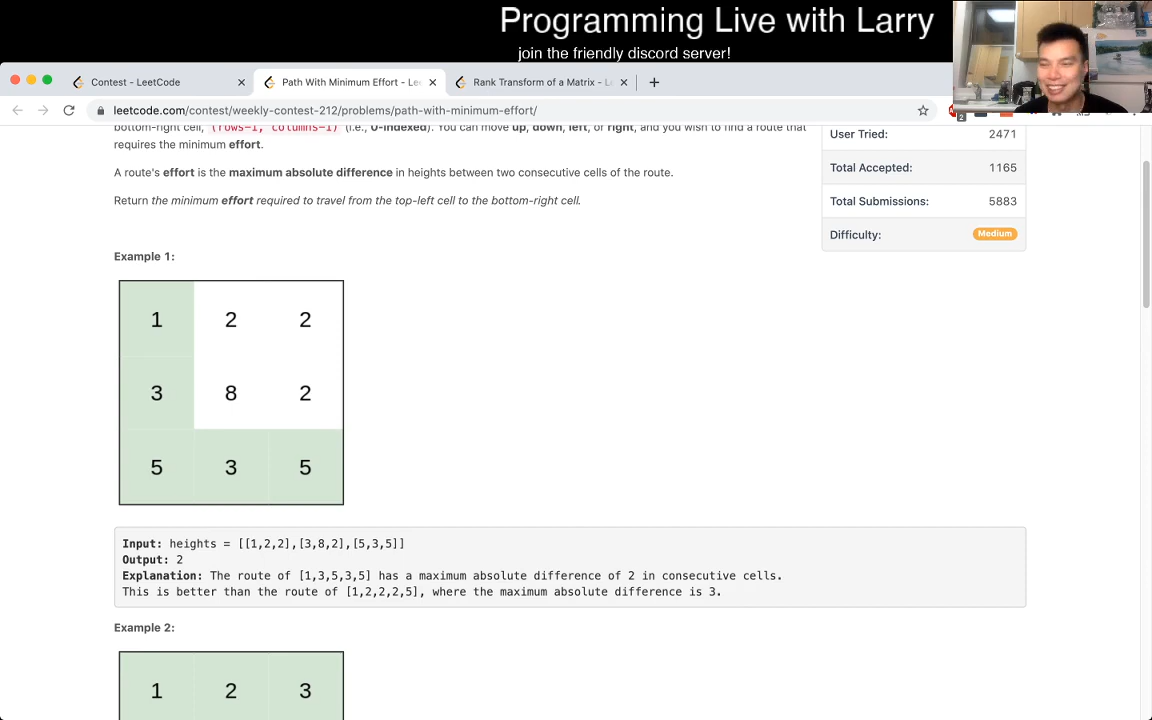 Programming Live with Larry
join the friendly discord server!
Contest - LeetCode
Path With Minimum Effort - Le
Rank Transform of a Matrix - L
leetcode.com/contest/weekly-contest-212/problems/path-with-minimum-effort/
2
bottom-right cell, (rows-1, columns-1) (i.e., 0-indexed). You can move up, down, left, or right, and you wish to find a route that
requires the minimum effort.
A route's effort is the maximum absolute difference in heights between two consecutive cells of the route.
Return the minimum effort required to travel from the top-left cell to the bottom-right cell.
User Tried: 2471
Total Accepted: 1165
Total Submissions: 5883
Difficulty: Medium
Example 1:
1 2 2
3 8 2
5 3 5
Input: heights = [[1,2,2],[3,8,2],[5,3,5]]
Output: 2
Explanation: The route of [1,3,5,3,5] has a maximum absolute difference of 2 in consecutive cells.
This is better than the route of [1,2,2,2,5], where the maximum absolute difference is 3.
Example 2:
1 2 3